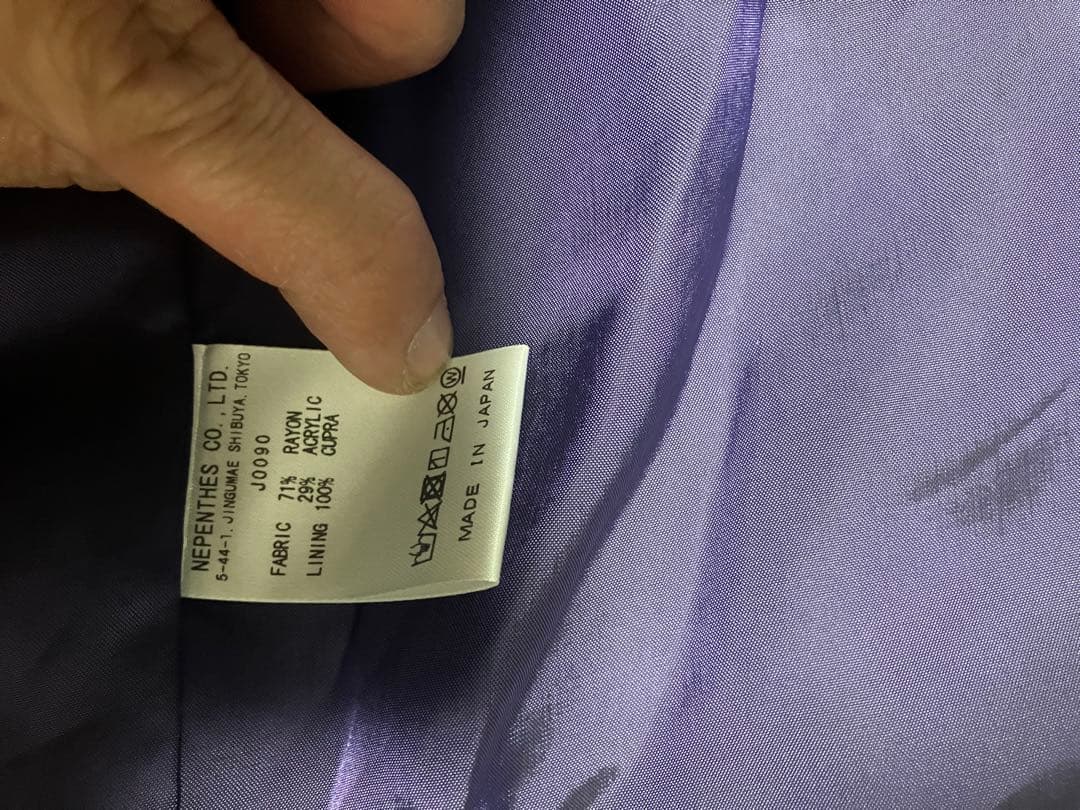 NEPENTHES CO.,LTD.
5-44-1, JINGUMAE SHIBUYA, TOKYO
J0090
FABRIC 71% RAYON
29% ACRYLIC
LINING 100% CUPRA
W
MADE IN JAPAN